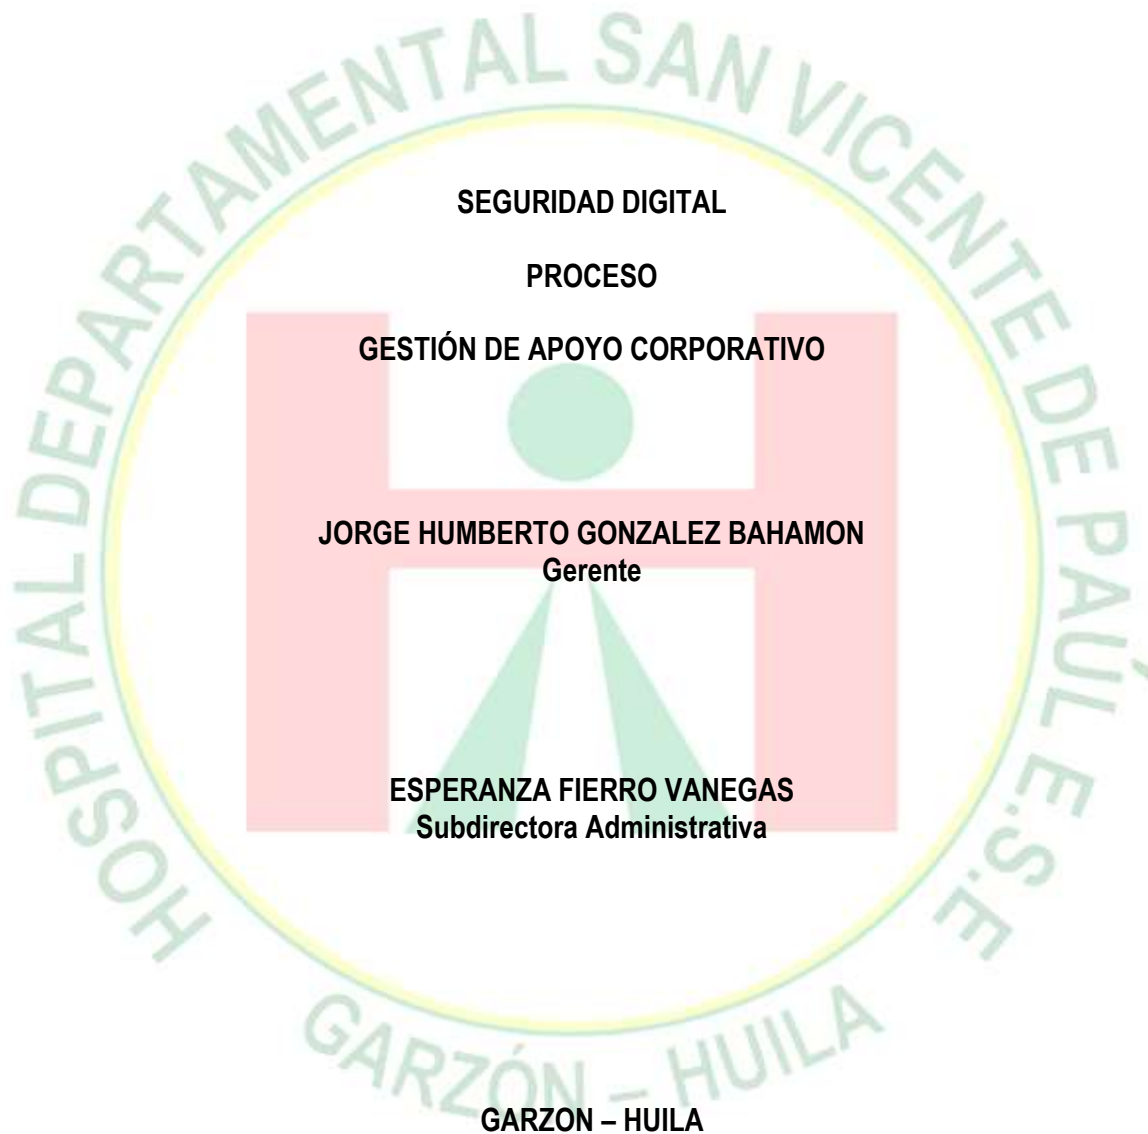 HOSPITAL DEPARTAMENTAL SAN VICENTE DE PAÚL E.S.E
SEGURIDAD DIGITAL
PROCESO
GESTIÓN DE APOYO CORPORATIVO
JORGE HUMBERTO GONZALEZ BAHAMON
Gerente
ESPERANZA FIERRO VANEGAS
Subdirectora Administrativa
GARZÓN – HUILA
GARZON – HUILA